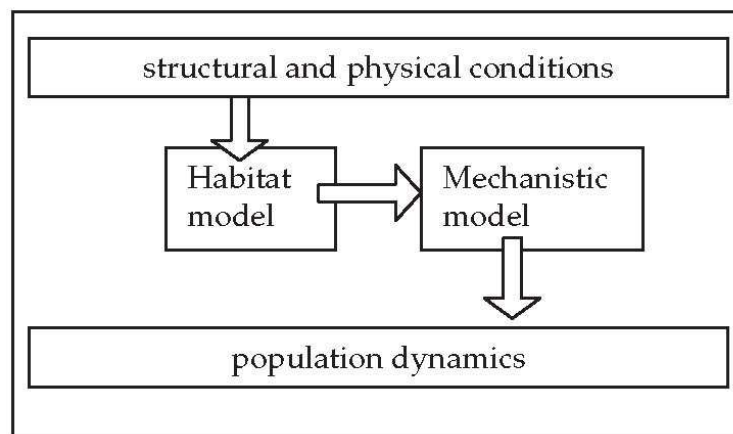 structural and physical conditions
Habitat
model
Mechanistic
model
population dynamics